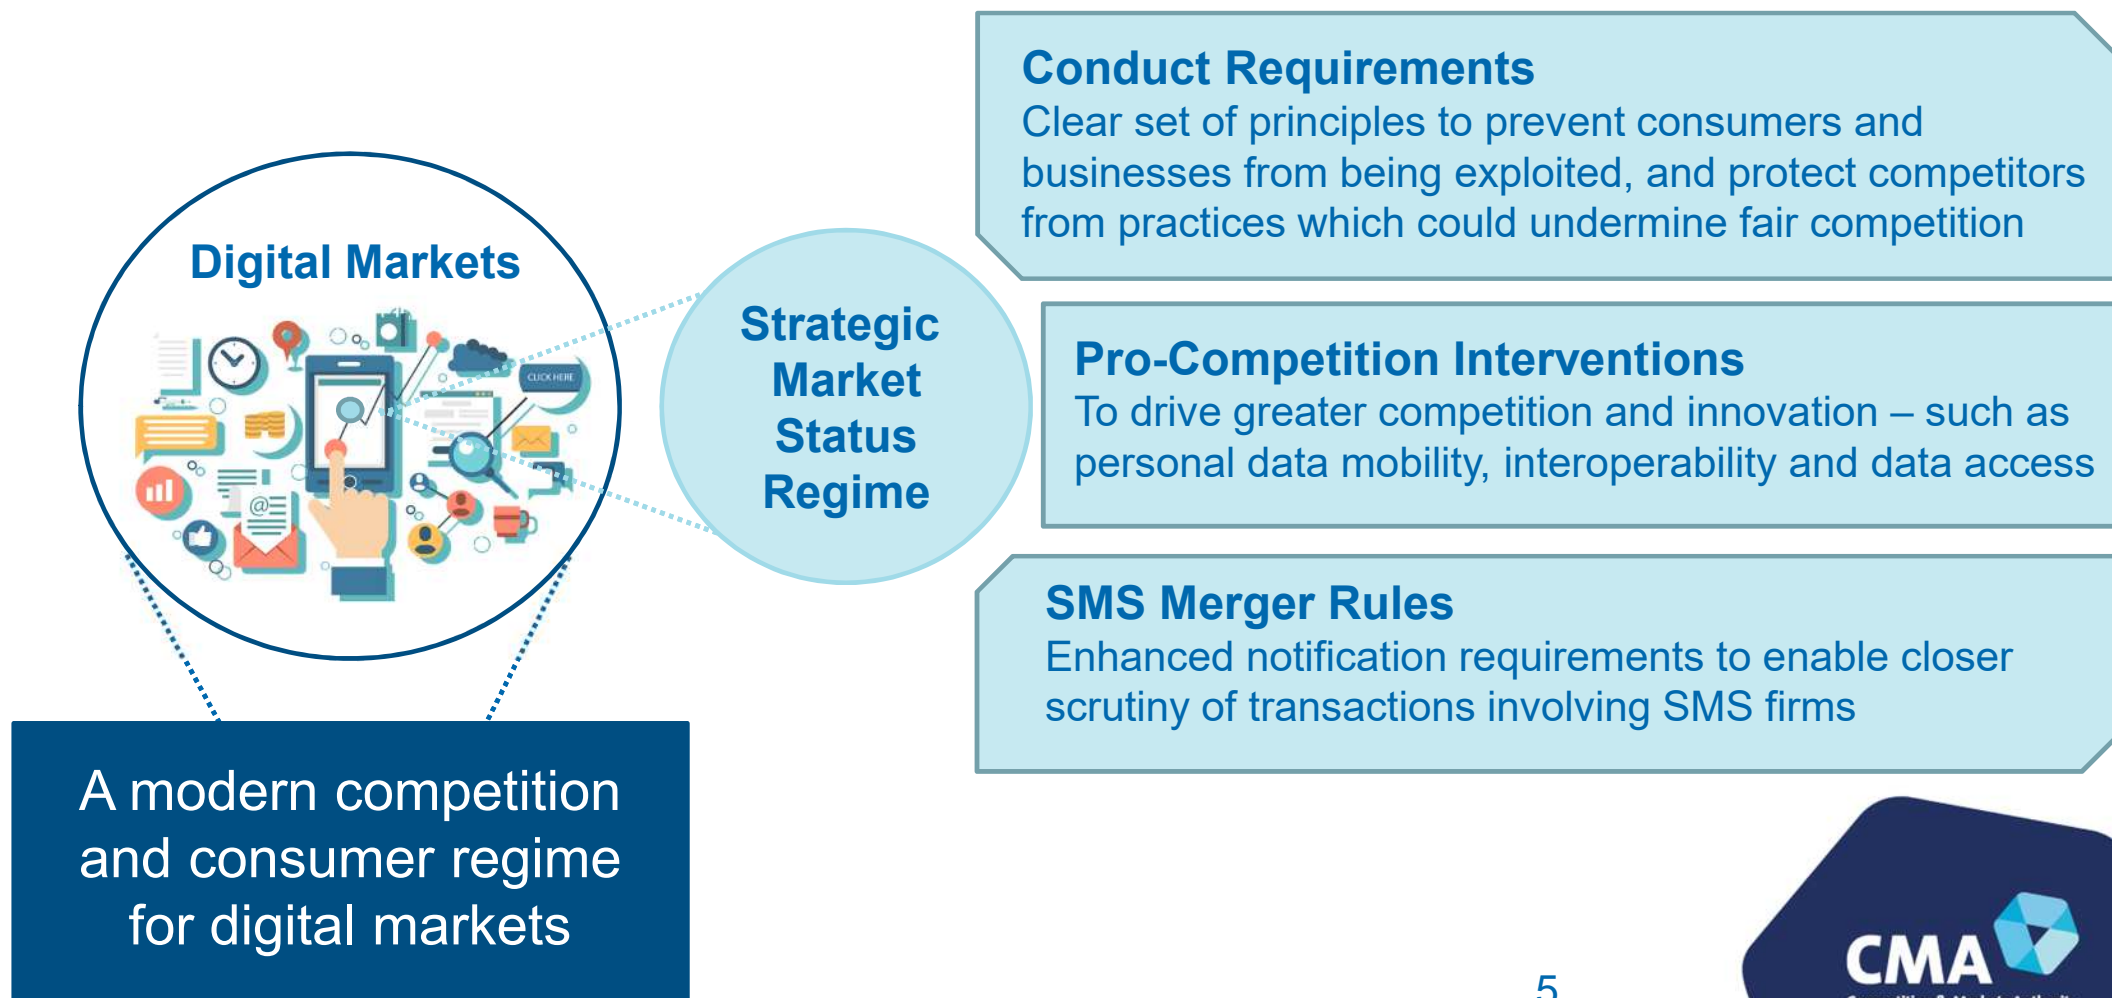 Digital Markets
CLICK HERE
@
A modern competition
and consumer regime
for digital markets
Strategic
Market
Status
Regime
Conduct Requirements
Clear set of principles to prevent consumers and
businesses from being exploited, and protect competitors
from practices which could undermine fair competition
Pro-Competition Interventions
To drive greater competition and innovation – such as
personal data mobility, interoperability and data access
SMS Merger Rules
Enhanced notification requirements to enable closer
scrutiny of transactions involving SMS firms
5
CMA